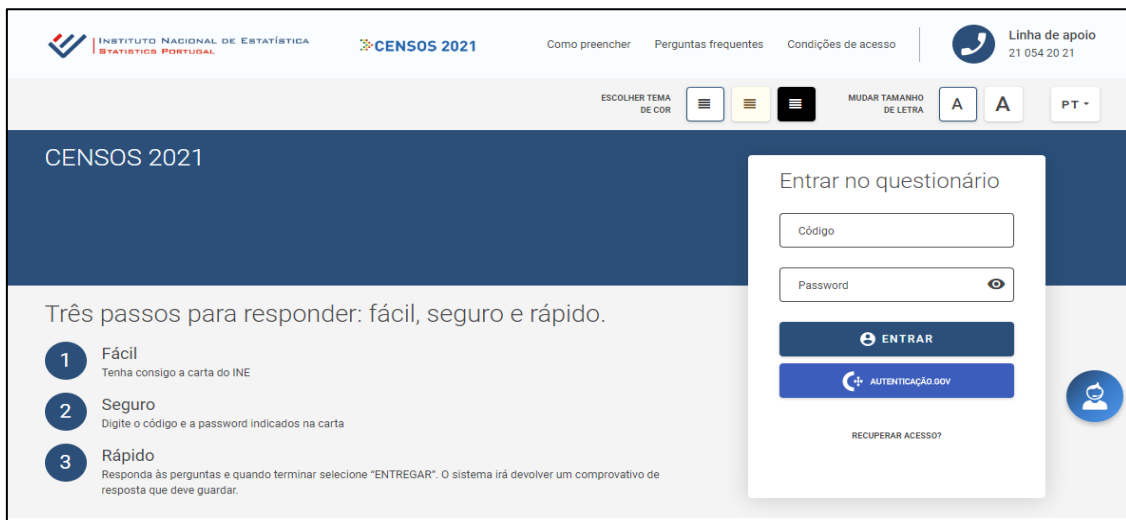 INSTITUTO NACIONAL DE ESTATÍSTICA
STATISTICS PORTUGAL
CENSOS 2021
Como preencher
Perguntas frequentes
Condições de acesso
Linha de apoio
21 054 20 21
ESCOLHER TEMA
DE COR
MUDAR TAMANHO
DE LETRA
A
A
PT
CENSOS 2021
Entrar no questionário
Código
Password
ENTRAR
AUTENTICAÇÃO.GOV
RECUPERAR ACESSO?
Três passos para responder: fácil, seguro e rápido.
1
Fácil
Tenha consigo a carta do INE
2
Seguro
Digite o código e a password indicados na carta
3
Rápido
Responda às perguntas e quando terminar selecione “ENTREGAR”. O sistema irá devolver um comprovativo de
resposta que deve guardar.